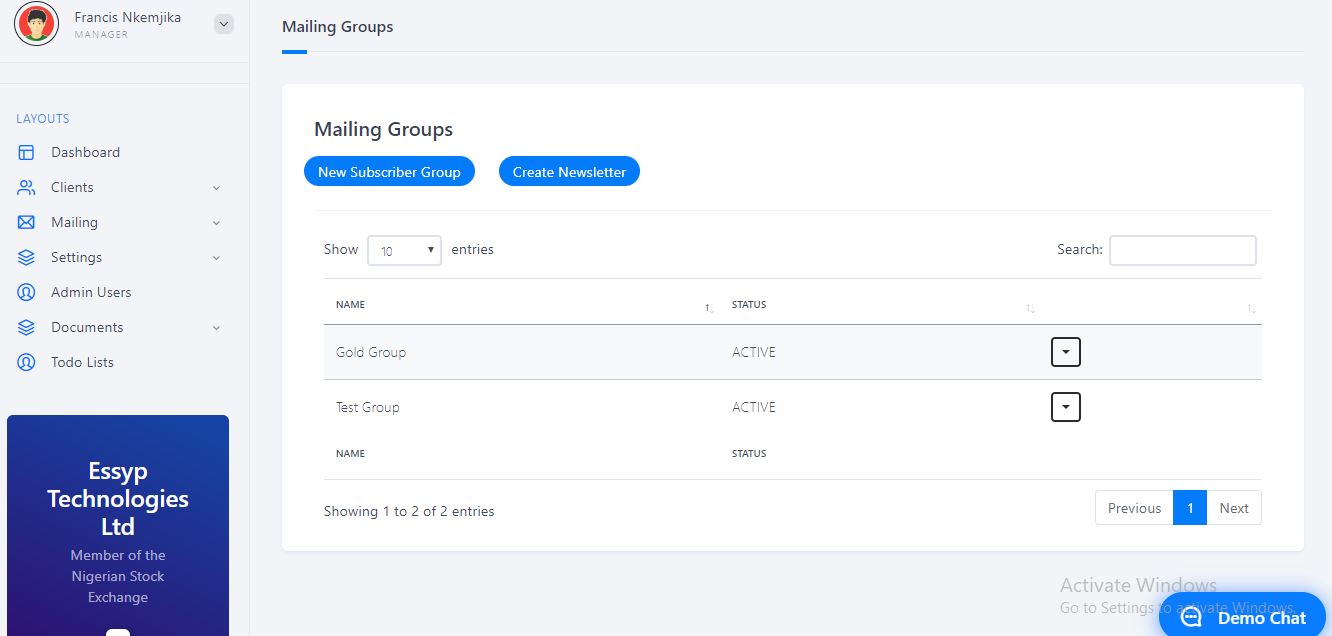 Francis Nkemjika
MANAGER
LAYOUTS
Dashboard
Clients
Mailing
Settings
Admin Users
Documents
Todo Lists
Essyp
Technologies
Ltd
Member of the
Nigerian Stock
Exchange
Mailing Groups
Mailing Groups
New Subscriber Group Create Newsletter
Show 10 entries Search:
NAME STATUS
Gold Group ACTIVE
Test Group ACTIVE
NAME STATUS
Showing 1 to 2 of 2 entries Previous 1 Next
Activate Windows
Go to Settings to activate Windows.
Demo Chat